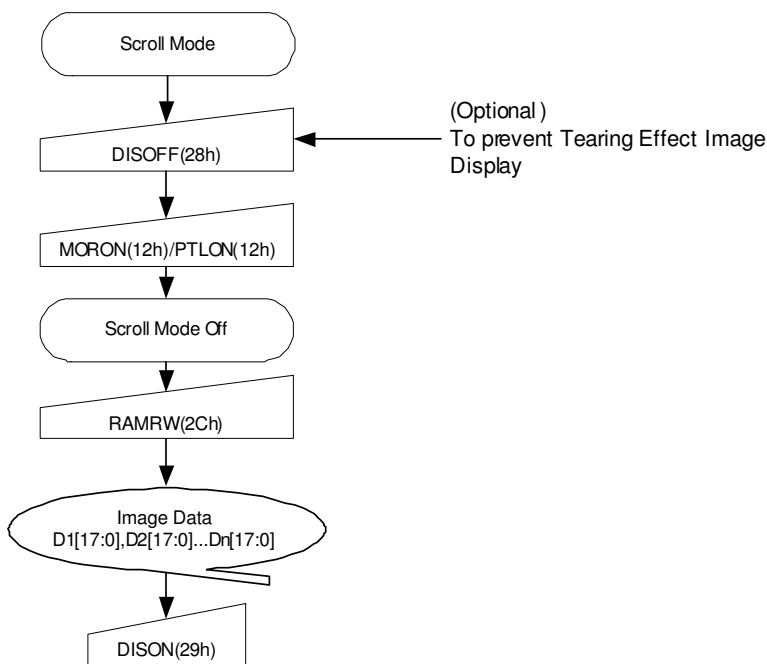 Scroll Mode
(Optional)
To prevent Tearing Effect Image
Display
DISOFF(28h)
MORON(12h)/PTLON(12h)
Scroll Mode Off
RAMRW(2Ch)
Image Data
D1[17:0],D2[17:0]...Dn[17:0]
DISON(29h)